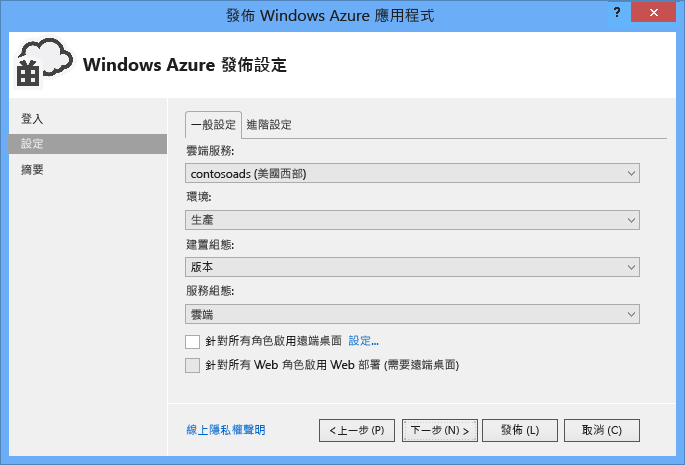 發佈 Windows Azure 應用程式
?
Windows Azure 發佈設定
登入
設定
摘要
一般設定 進階設定
雲端服務:
contosoads (美國西部)
環境:
生產
建置組態:
版本
服務組態:
雲端
針對所有角色啟用遠端桌面 設定...
針對所有 Web 角色啟用 Web 部署 (需要遠端桌面)
線上隱私權聲明
<上一步 (P) 下一步 (N) > 發佈 (L) 取消 (C)